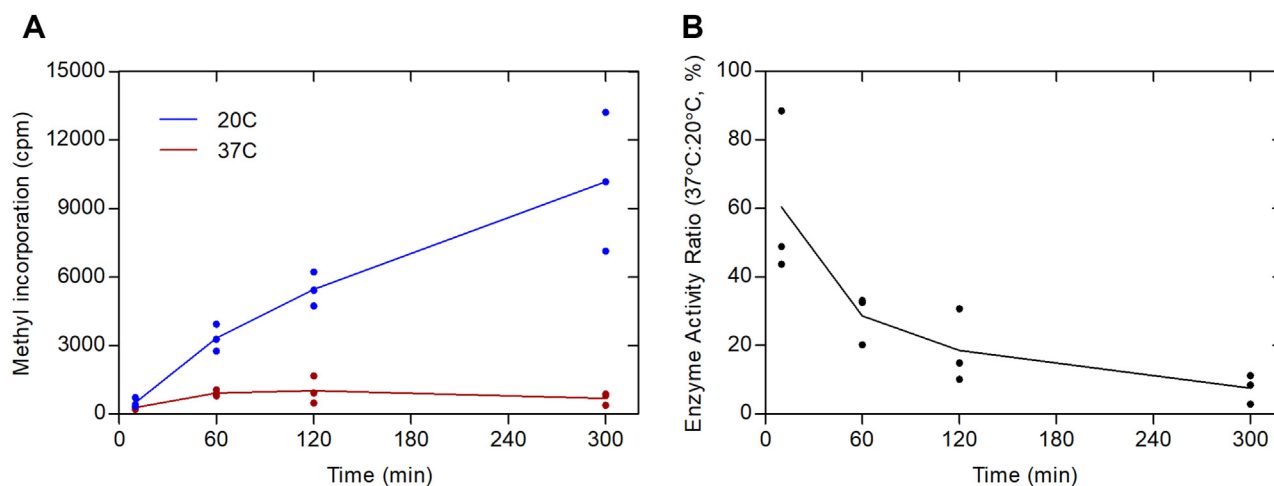 A
Methyl incorporation (cpm)
15000
12000
9000
6000
3000
0
20C
37C
0 60 120 180 240 300
Time (min)
B
Enzyme Activity Ratio (37°C:20°C, %)
100
80
60
40
20
0
0 60 120 180 240 300
Time (min)